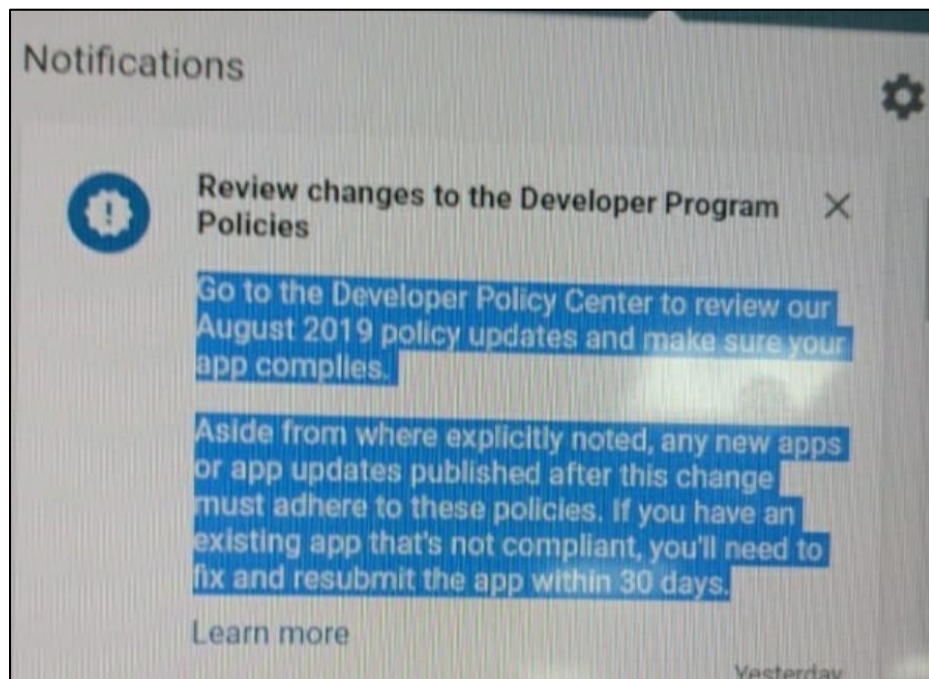 Notifications
Review changes to the Developer Program
Policies
Go to the Developer Policy Center to review our
August 2019 policy updates and make sure your
app complies.
Aside from where explicitly noted, any new apps
or app updates published after this change
must adhere to these policies. If you have an
existing app that's not compliant, you'll need to
fix and resubmit the app within 30 days.
Learn more
Yesterday